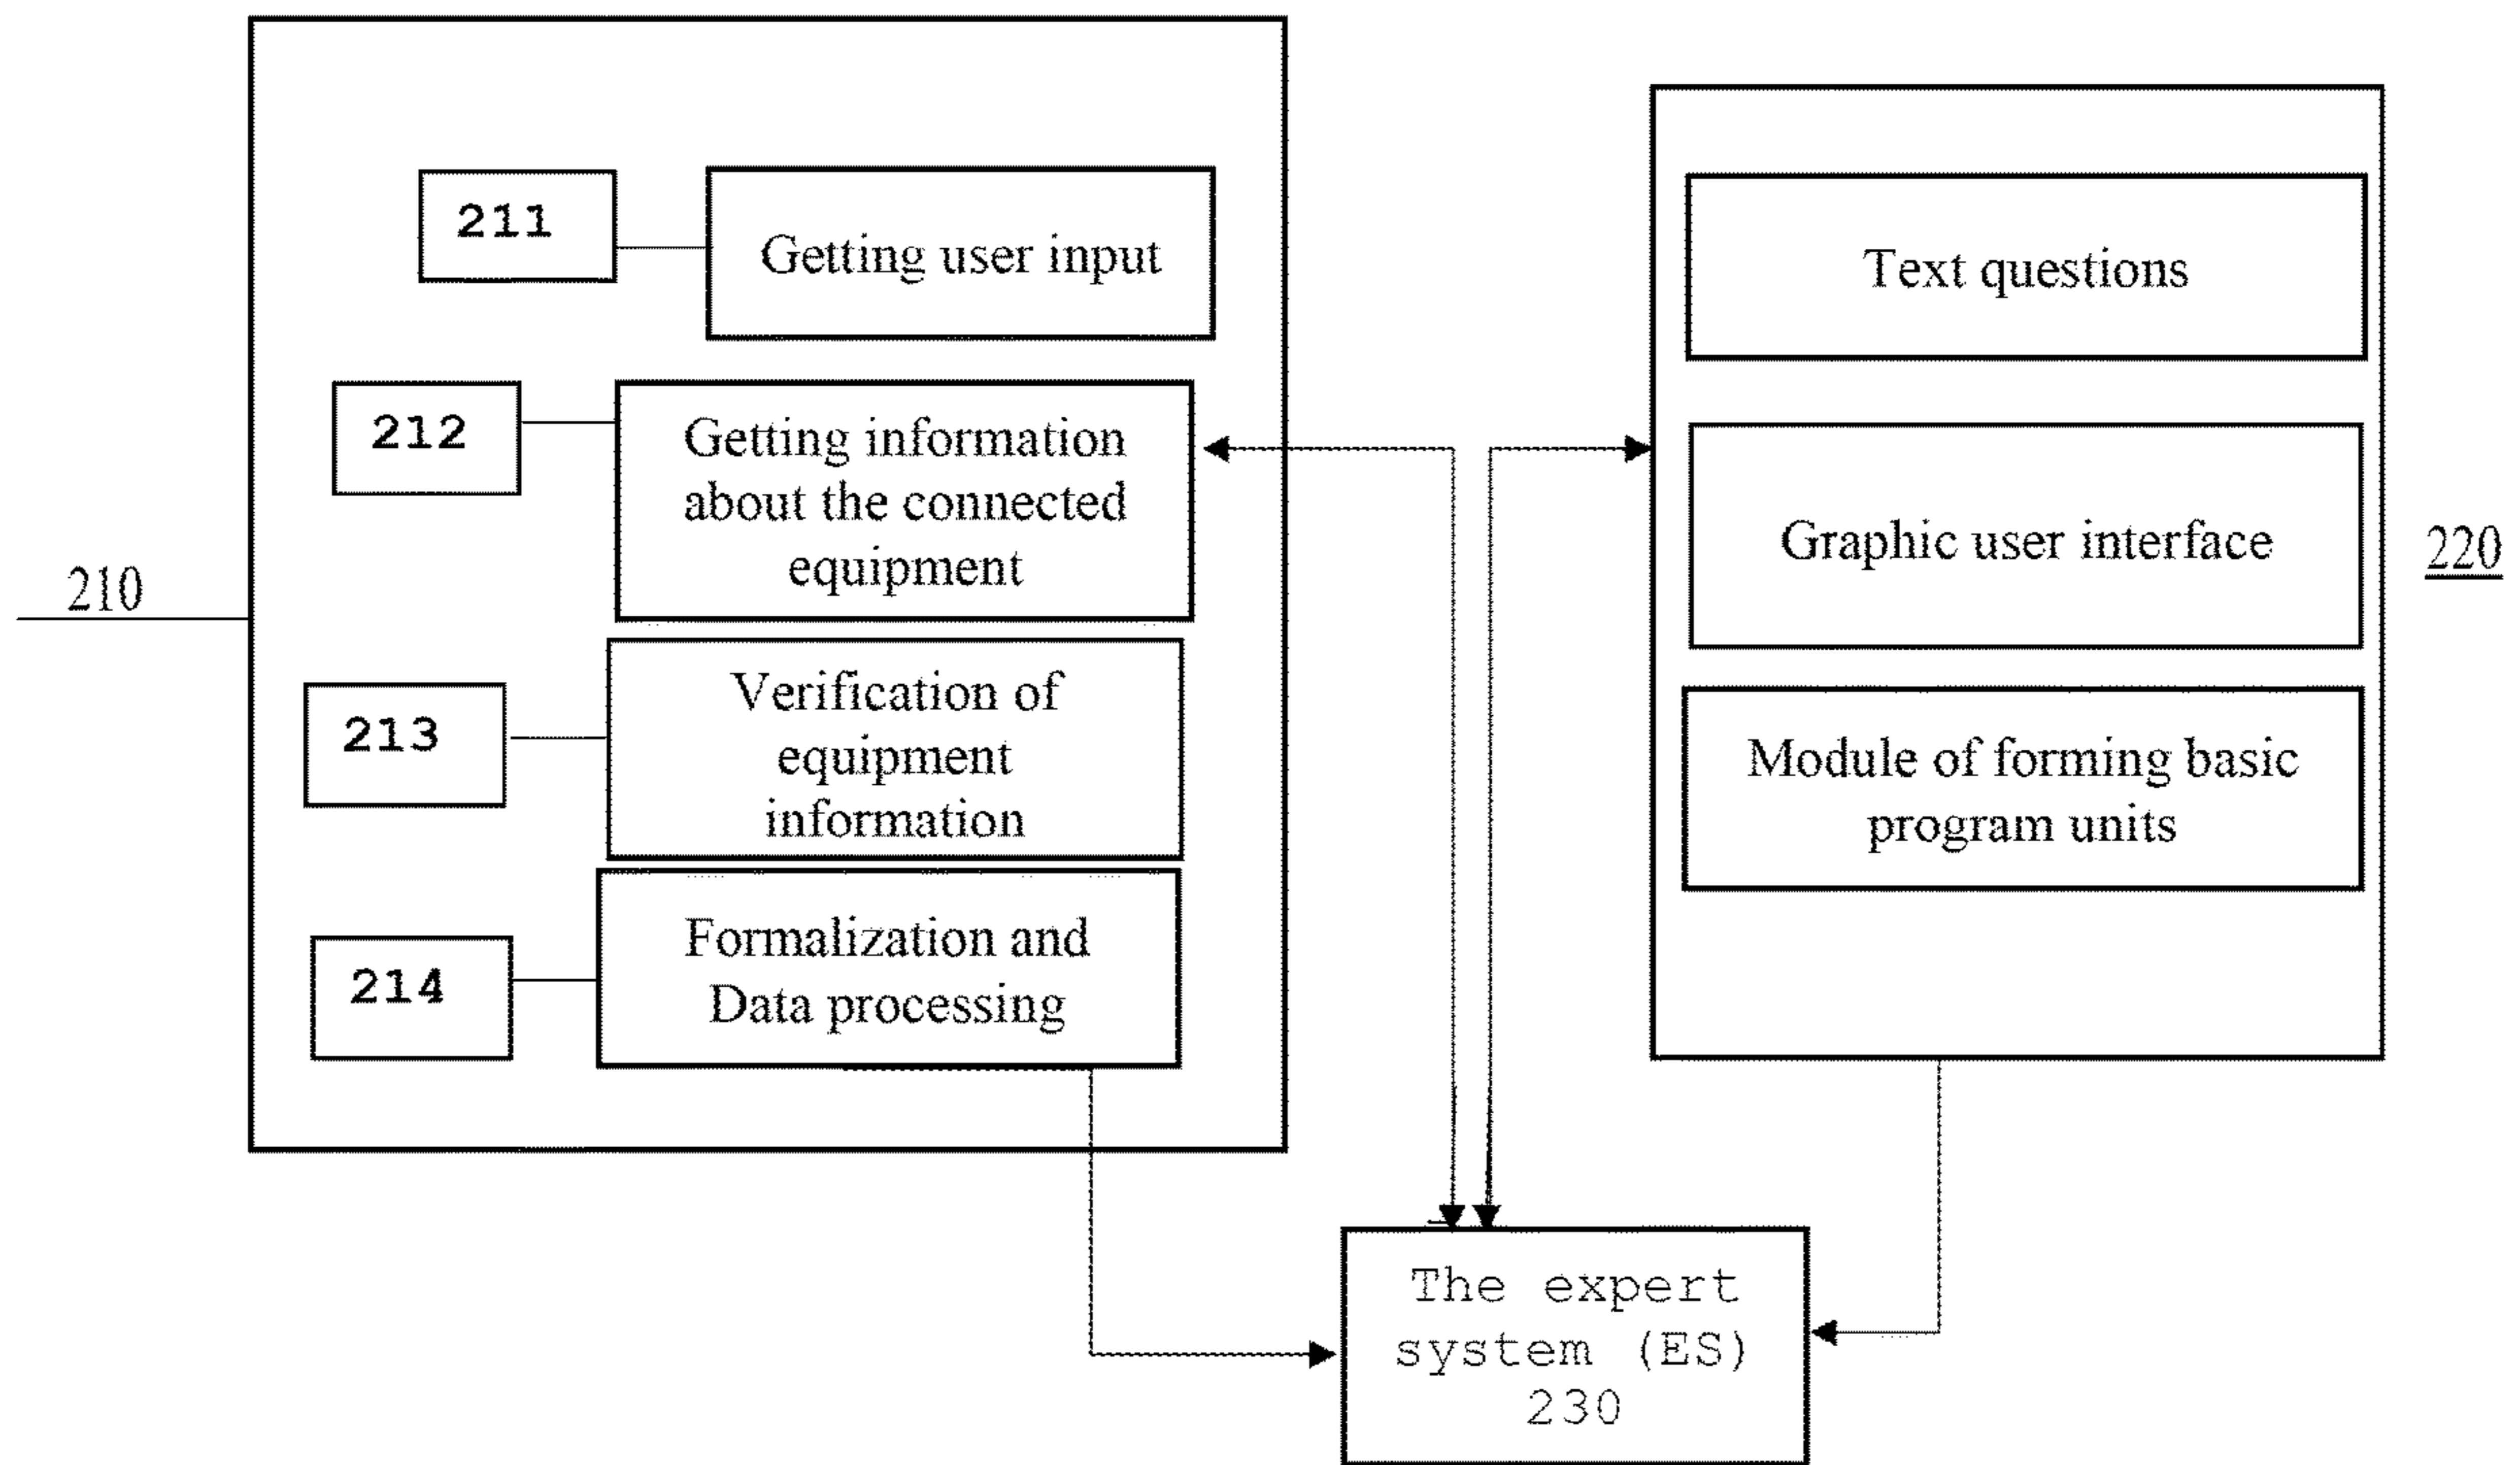 210
211
Getting user input
212
Getting information
about the connected
equipment
213
Verification of
equipment
information
214
Formalization and
Data processing
Text questions
Graphic user interface
Module of forming basic
program units
220
The expert
system (ES)
230